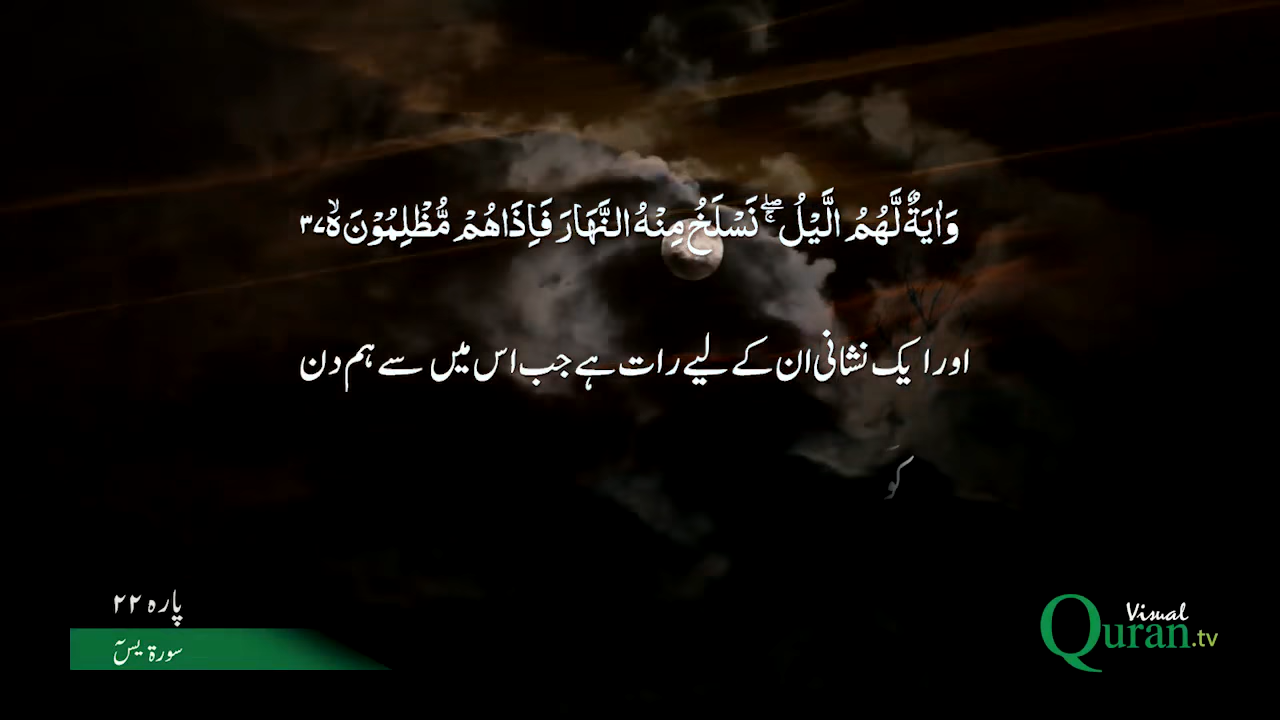 وَاٰيَةٌ لَّهُمُ الَّيْلُ ۖۚ نَسْلَخُ مِنْهُ النَّهَارَ فَاِذَا هُمْ مُّظْلِمُوْنَ ۙ ٣٧
اور ایک نشانی ان کے لیے رات ہے جب اس میں سے ہم دن
کو
پارہ ۲۲
سورۃ یٰسٓ
Visual
Quran.tv